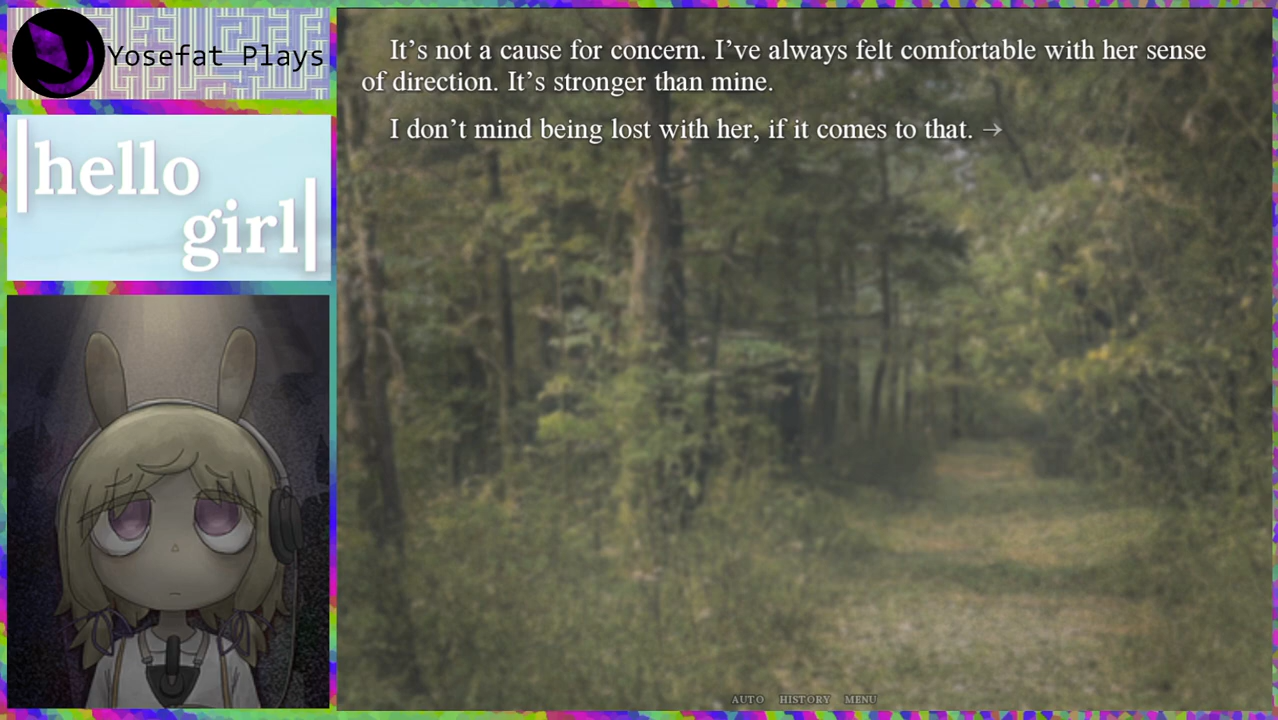 Yosefat Plays
|hello
girl|
It’s not a cause for concern. I’ve always felt comfortable with her sense
of direction. It’s stronger than mine.
I don’t mind being lost with her, if it comes to that. →
AUTO HISTORY MENU